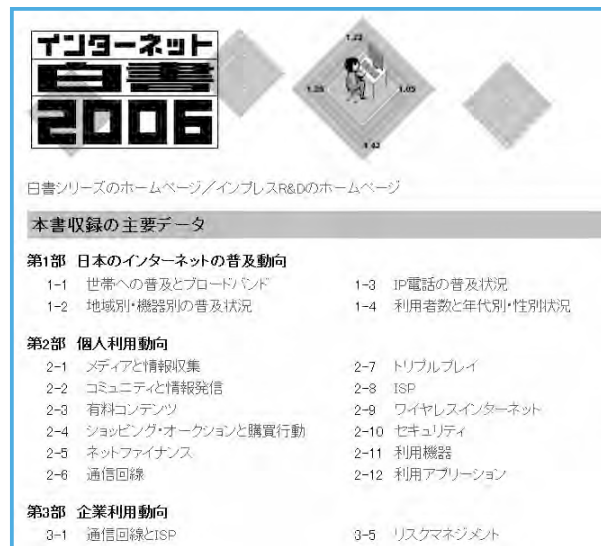 インターネット
白書
2006
1.22
1.05
1.42
白書シリーズのホームページ／インプレスR&Dのホームページ
本書収録の主要データ
第1部 日本のインターネットの普及動向
1-1 世帯への普及とブロードバンド
1-2 地域別・機器別の普及状況
1-3 IP電話の普及状況
1-4 利用者数と年代別・性別状況
第2部 個人利用動向
2-1 メディアと情報収集
2-2 コミュニティと情報発信
2-3 有料コンテンツ
2-4 ショッピング・オークションと購買行動
2-5 ネットファイナンス
2-6 通信回線
2-7 トリプルプレイ
2-8 ISP
2-9 ワイヤレスインターネット
2-10 セキュリティ
2-11 利用機器
2-12 利用アプリーション
第3部 企業利用動向
3-1 通信回線とISP
3-5 リスクマネジメント